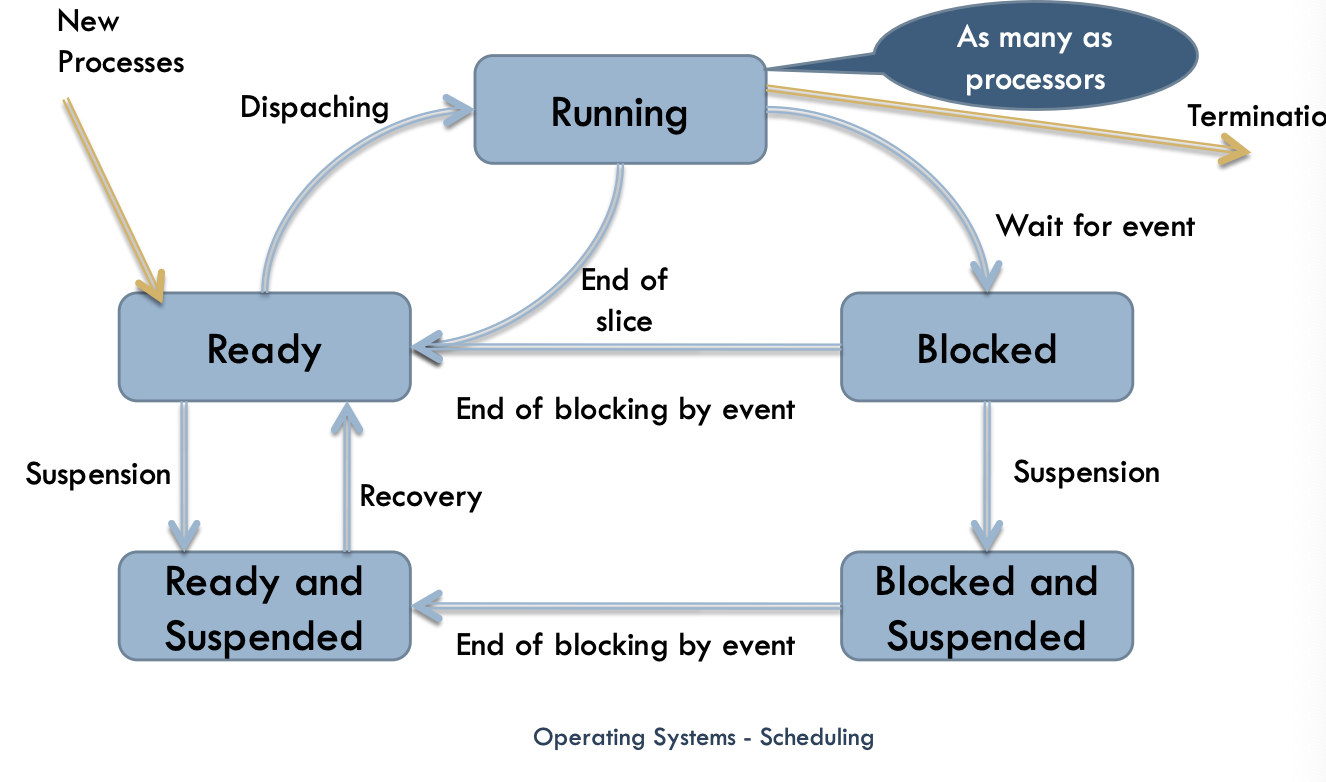 New
Processes
As many as
processors
Dispaching
Running
Terminatio
Wait for event
End of
slice
Ready
Blocked
End of blocking by event
Suspension
Recovery
Suspension
Ready and
Suspended
Blocked and
Suspended
End of blocking by event
Operating Systems - Scheduling